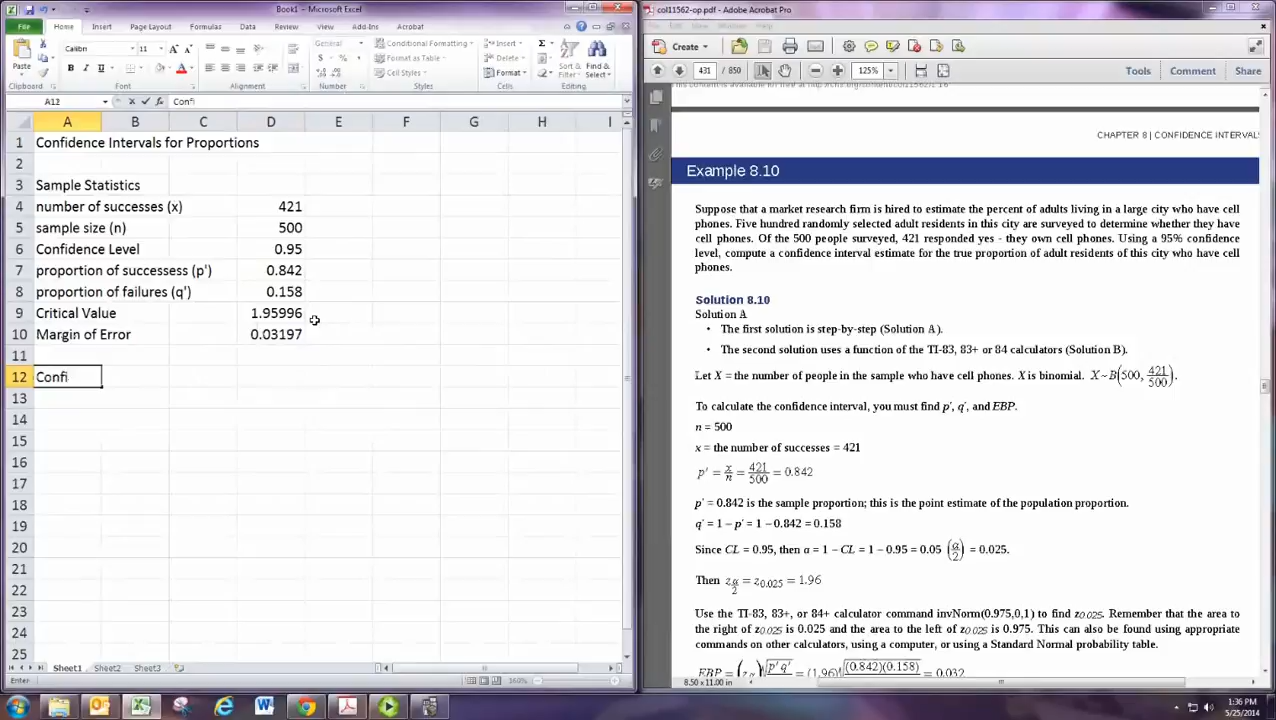 Book1 - Microsoft Excel
File Home Insert Page Layout Formulas Data Review View Add-Ins Acrobat
Paste
Calibri 11 A A
General
Conditional Formatting
Format as Table
Cell Styles
Insert
Delete
Format
Sort & Filter
Find & Select
B I U
$ % ,
Clipboard Font Alignment Number Styles Cells Editing
A12 fx Confi
A B C D E F G H I
1 Confidence Intervals for Proportions
2
3 Sample Statistics
4 number of successes (x) 421
5 sample size (n) 500
6 Confidence Level 0.95
7 proportion of successess (p') 0.842
8 proportion of failures (q') 0.158
9 Critical Value 1.95996
10 Margin of Error 0.03197
11
12 Confi
13
14
15
16
17
18
19
20
21
22
23
24
25
Sheet1 Sheet2 Sheet3
Enter 160%
col11562-op.pdf - Adobe Acrobat Pro
Create
431 / 850 125% Tools Comment Share
CHAPTER 8 | CONFIDENCE INTERVALS
Example 8.10
Suppose that a market research firm is hired to estimate the percent of adults living in a large city who have cell
phones. Five hundred randomly selected adult residents in this city are surveyed to determine whether they have
cell phones. Of the 500 people surveyed, 421 responded yes - they own cell phones. Using a 95% confidence
level, compute a confidence interval estimate for the true proportion of adult residents of this city who have cell
phones.
Solution 8.10
Solution A
• The first solution is step-by-step (Solution A).
• The second solution uses a function of the TI-83, 83+ or 84 calculators (Solution B).
Let X = the number of people in the sample who have cell phones. X is binomial. X ~ B(500, 421/500).
To calculate the confidence interval, you must find p′, q′, and EBP.
n = 500
x = the number of successes = 421
p′ = x/n = 421/500 = 0.842
p′ = 0.842 is the sample proportion; this is the point estimate of the population proportion.
q′ = 1 – p′ = 1 – 0.842 = 0.158
Since CL = 0.95, then α = 1 – CL = 1 – 0.95 = 0.05 (α/2) = 0.025.
Then zα/2 = z0.025 = 1.96
Use the TI-83, 83+, or 84+ calculator command invNorm(0.975,0,1) to find z0.025. Remember that the area to
the right of z0.025 is 0.025 and the area to the left of z0.025 is 0.975. This can also be found using appropriate
commands on other calculators, using a computer, or using a Standard Normal probability table.
= (1.96)√(0.842)(0.158) = 0.032
8.50 x 11.00 in
1:36 PM
5/25/2014